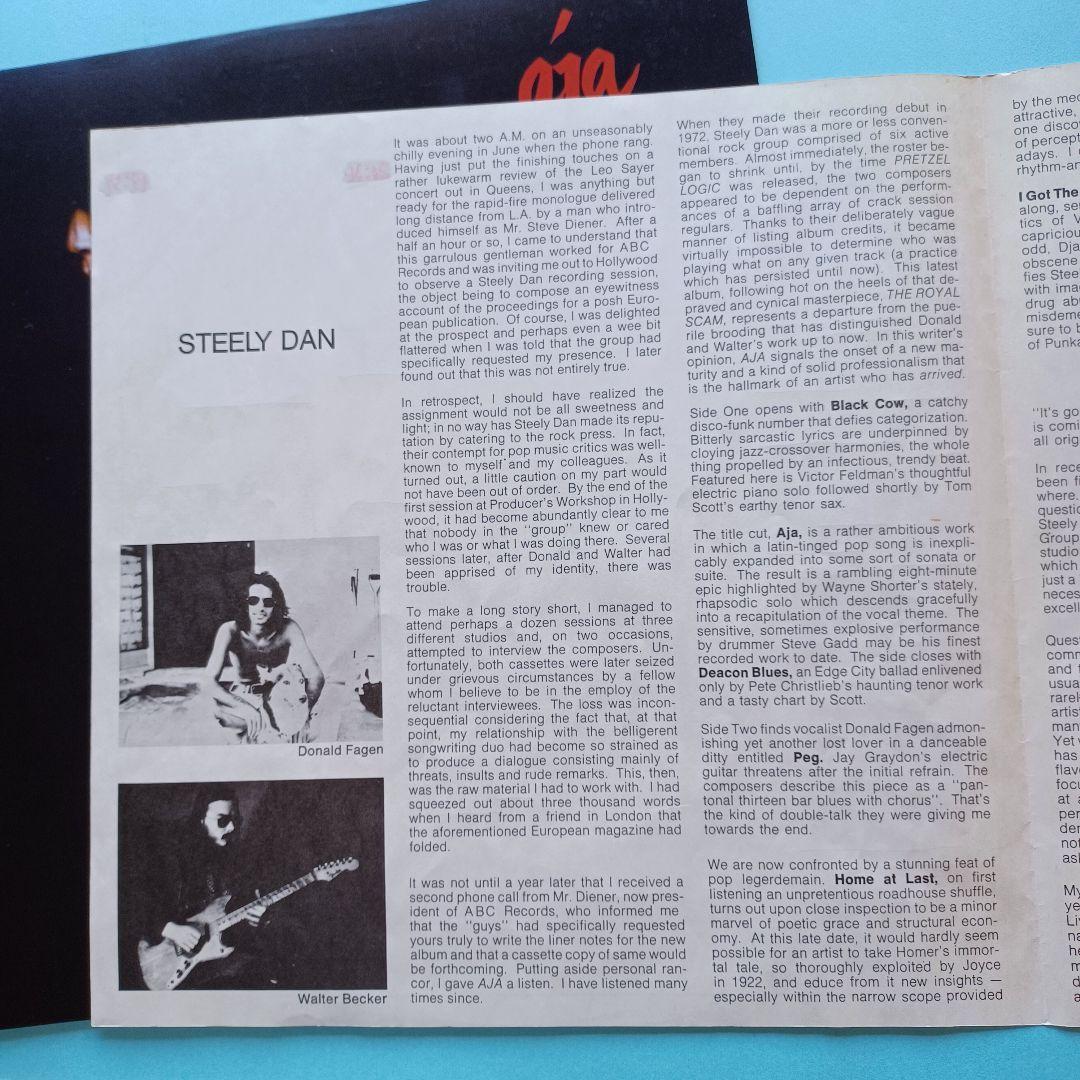 aja
STEELY DAN
Donald Fagen
Walter Becker
It was about two A.M. on an unseasonably
chilly evening in June when the phone rang.
Having just put the finishing touches on a
rather lukewarm review of the Leo Sayer
concert out in Queens, I was anything but
ready for the rapid-fire monologue delivered
long distance from L.A. by a man who intro-
duced himself as Mr. Steve Diener. After a
half an hour or so, I came to understand that
this garrulous gentleman worked for ABC
Records and was inviting me out to Hollywood
to observe a Steely Dan recording session,
the object being to compose an eyewitness
account of the proceedings for a posh Euro-
pean publication. Of course, I was delighted
at the prospect and perhaps even a wee bit
flattered when I was told that the group had
specifically requested my presence. I later
found out that this was not entirely true.
In retrospect, I should have realized the
assignment would not be all sweetness and
light; in no way has Steely Dan made its repu-
tation by catering to the rock press. In fact,
their contempt for pop music critics was well-
known to myself and my colleagues. As it
turned out, a little caution on my part would
not have been out of order. By the end of the
first session at Producer's Workshop in Holly-
wood, it had become abundantly clear to me
that nobody in the "group" knew or cared
who I was or what I was doing there. Several
sessions later, after Donald and Walter had
been apprised of my identity, there was
trouble.
To make a long story short, I managed to
attend perhaps a dozen sessions at three
different studios and, on two occasions,
attempted to interview the composers. Un-
fortunately, both cassettes were later seized
under grievous circumstances by a fellow
whom I believe to be in the employ of the
reluctant interviewees. The loss was incon-
sequential considering the fact that, at that
point, my relationship with the belligerent
songwriting duo had become so strained as
to produce a dialogue consisting mainly of
threats, insults and rude remarks. This, then,
was the raw material I had to work with. I had
squeezed out about three thousand words
when I heard from a friend in London that
the aforementioned European magazine had
folded.
It was not until a year later that I received a
second phone call from Mr. Diener, now pres-
ident of ABC Records, who informed me
that the "guys" had specifically requested
yours truly to write the liner notes for the new
album and that a cassette copy of same would
be forthcoming. Putting aside personal ran-
cor, I gave AJA a listen. I have listened many
times since.
When they made their recording debut in
1972, Steely Dan was a more or less conven-
tional rock group comprised of six active
members. Almost immediately, the roster be-
gan to shrink until, by the time PRETZEL
LOGIC was released, the two composers
appeared to be dependent on the perform-
ances of a baffling array of crack session
regulars. Thanks to their deliberately vague
manner of listing album credits, it became
virtually impossible to determine who was
playing what on any given track (a practice
which has persisted until now). This latest
album, following hot on the heels of that de-
praved and cynical masterpiece, THE ROYAL
SCAM, represents a departure from the pue-
rile brooding that has distinguished Donald
and Walter's work up to now. In this writer's
opinion, AJA signals the onset of a new ma-
turity and a kind of solid professionalism that
is the hallmark of an artist who has arrived.
Side One opens with Black Cow, a catchy
disco-funk number that defies categorization.
Bitterly sarcastic lyrics are underpinned by
cloying jazz-crossover harmonies, the whole
thing propelled by an infectious, trendy beat.
Featured here is Victor Feldman's thoughtful
electric piano solo followed shortly by Tom
Scott's earthy tenor sax.
The title cut, Aja, is a rather ambitious work
in which a latin-tinged pop song is inexpli-
cably expanded into some sort of sonata or
suite. The result is a rambling eight-minute
epic highlighted by Wayne Shorter's stately,
rhapsodic solo which descends gracefully
into a recapitulation of the vocal theme. The
sensitive, sometimes explosive performance
by drummer Steve Gadd may be his finest
recorded work to date. The side closes with
Deacon Blues, an Edge City ballad enlivened
only by Pete Christlieb's haunting tenor work
and a tasty chart by Scott.
Side Two finds vocalist Donald Fagen admon-
ishing yet another lost lover in a danceable
ditty entitled Peg. Jay Graydon's electric
guitar threatens after the initial refrain. The
composers describe this piece as a "pan-
tonal thirteen bar blues with chorus". That's
the kind of double-talk they were giving me
towards the end.
We are now confronted by a stunning feat of
pop legerdemain. Home at Last, on first
listening an unpretentious roadhouse shuffle,
turns out upon close inspection to be a minor
marvel of poetic grace and structural econ-
omy. At this late date, it would hardly seem
possible for an artist to take Homer's immor-
tal tale, so thoroughly exploited by Joyce
in 1922, and educe from it new insights —
especially within the narrow scope provided
by the
attractive,
one
of
adays. I
I Got The
along,
tics of
odd,
obscene
fies
with
drug
sure to
of
"It's
is
all
In
been
where.
Steely
Group
which
just a
and
Yet
has
at a
My